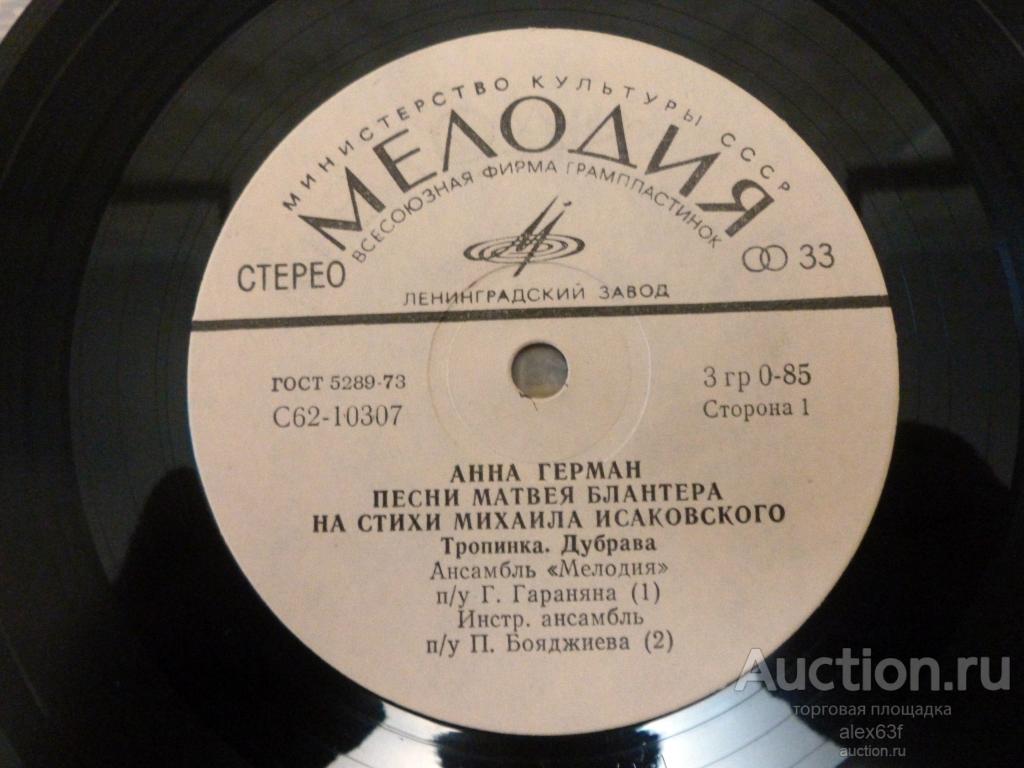 МИНИСТЕРСТВО КУЛЬТУРЫ СССР
МЕЛОДИЯ
ВСЕСОЮЗНАЯ ФИРМА ГРАМПЛАСТИНОК
СТЕРЕО
33
ЛЕНИНГРАДСКИЙ ЗАВОД
ГОСТ 5289-73
3 гр 0-85
С62-10307
Сторона 1
АННА ГЕРМАН
ПЕСНИ МАТВЕЯ БЛАНТЕРА
НА СТИХИ МИХАИЛА ИСАКОВСКОГО
Тропинка. Дубрава
Ансамбль «Мелодия»
п/у Г. Гараняна (1)
Инстр. ансамбль
п/у П. Бояджиева (2)
Auction.ru
торговая площадка
alex63f
auction.ru